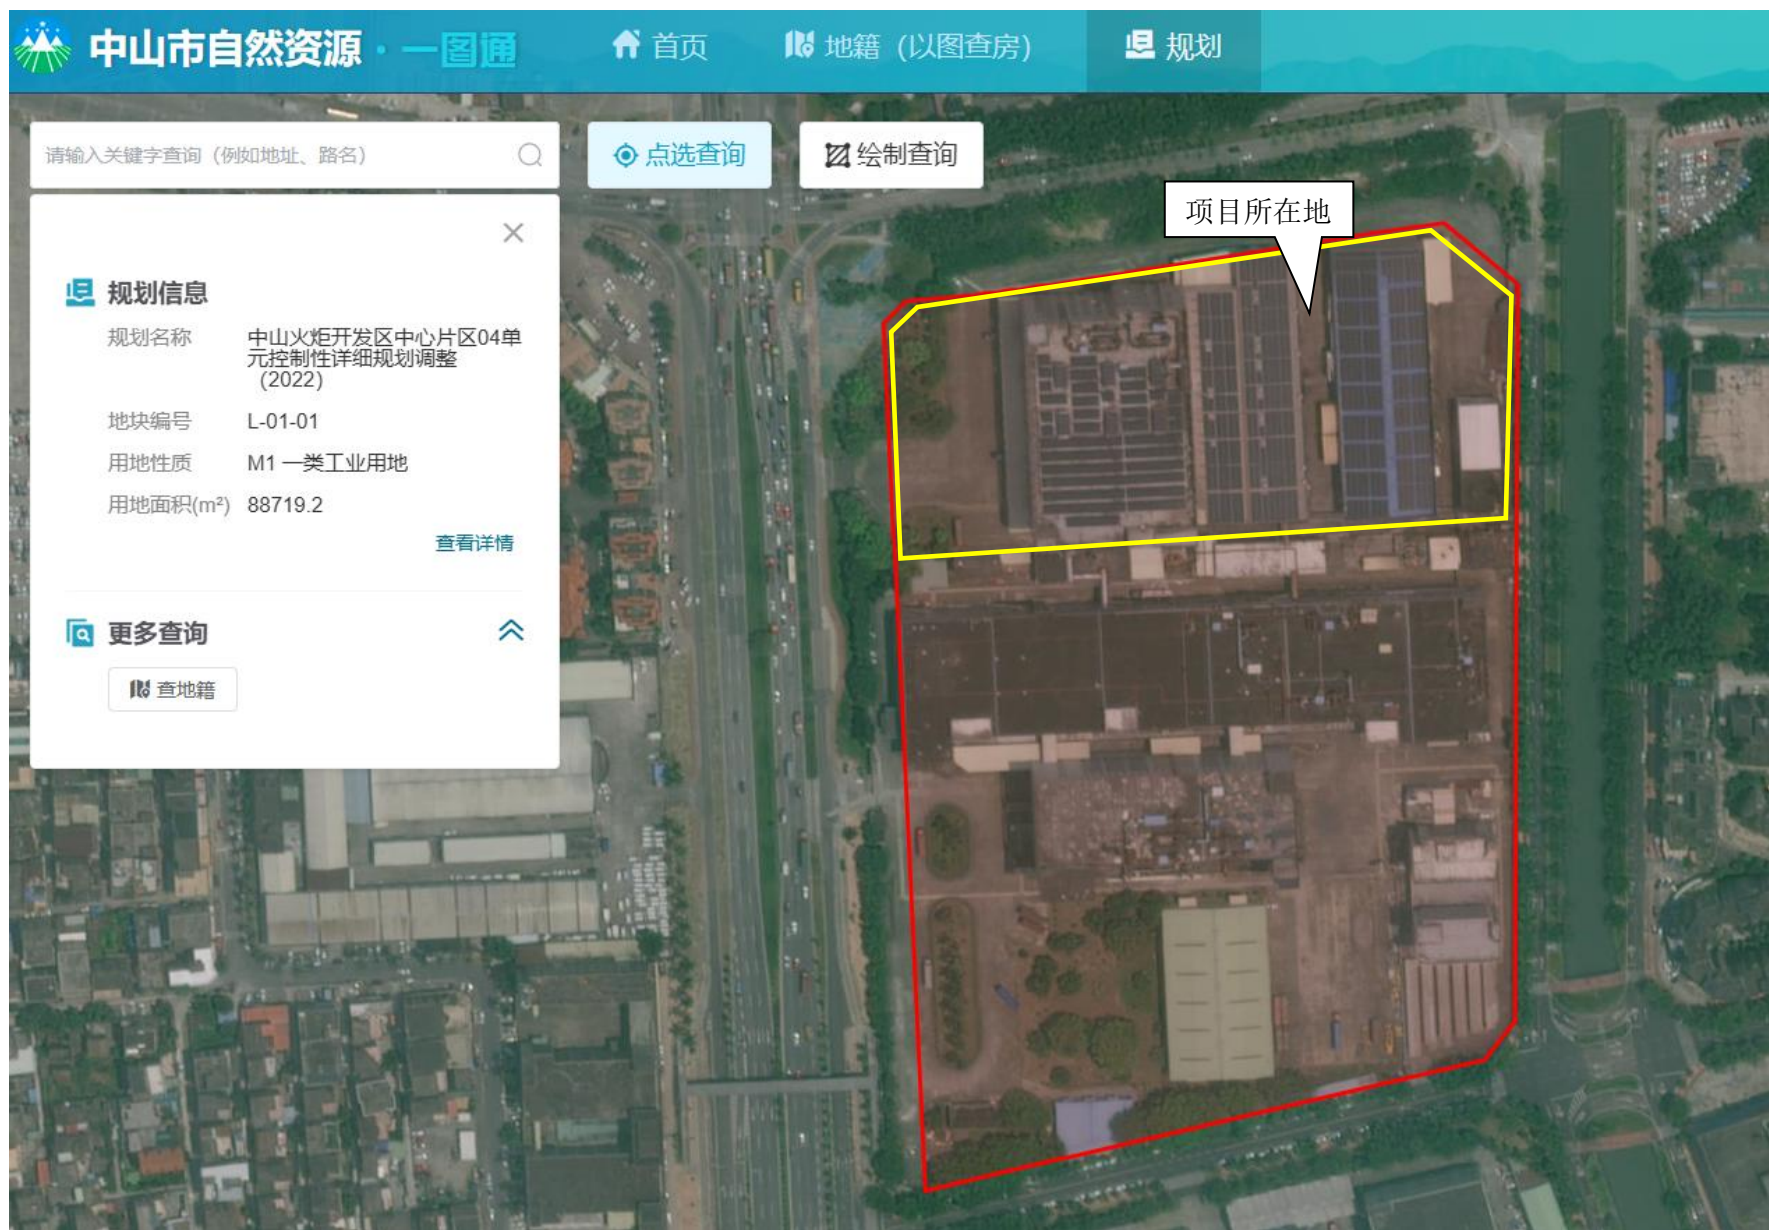 中山市自然资源·一图通
首页
地籍（以图查房）
规划
请输入关键字查询（例如地址、路名）
点选查询
绘制查询
项目所在地
规划信息
规划名称 中山火炬开发区中心片区04单
元控制性详细规划调整
（2022）
地块编号 L-01-01
用地性质 M1 一类工业用地
用地面积(m²) 88719.2
查看详情
更多查询
查地籍